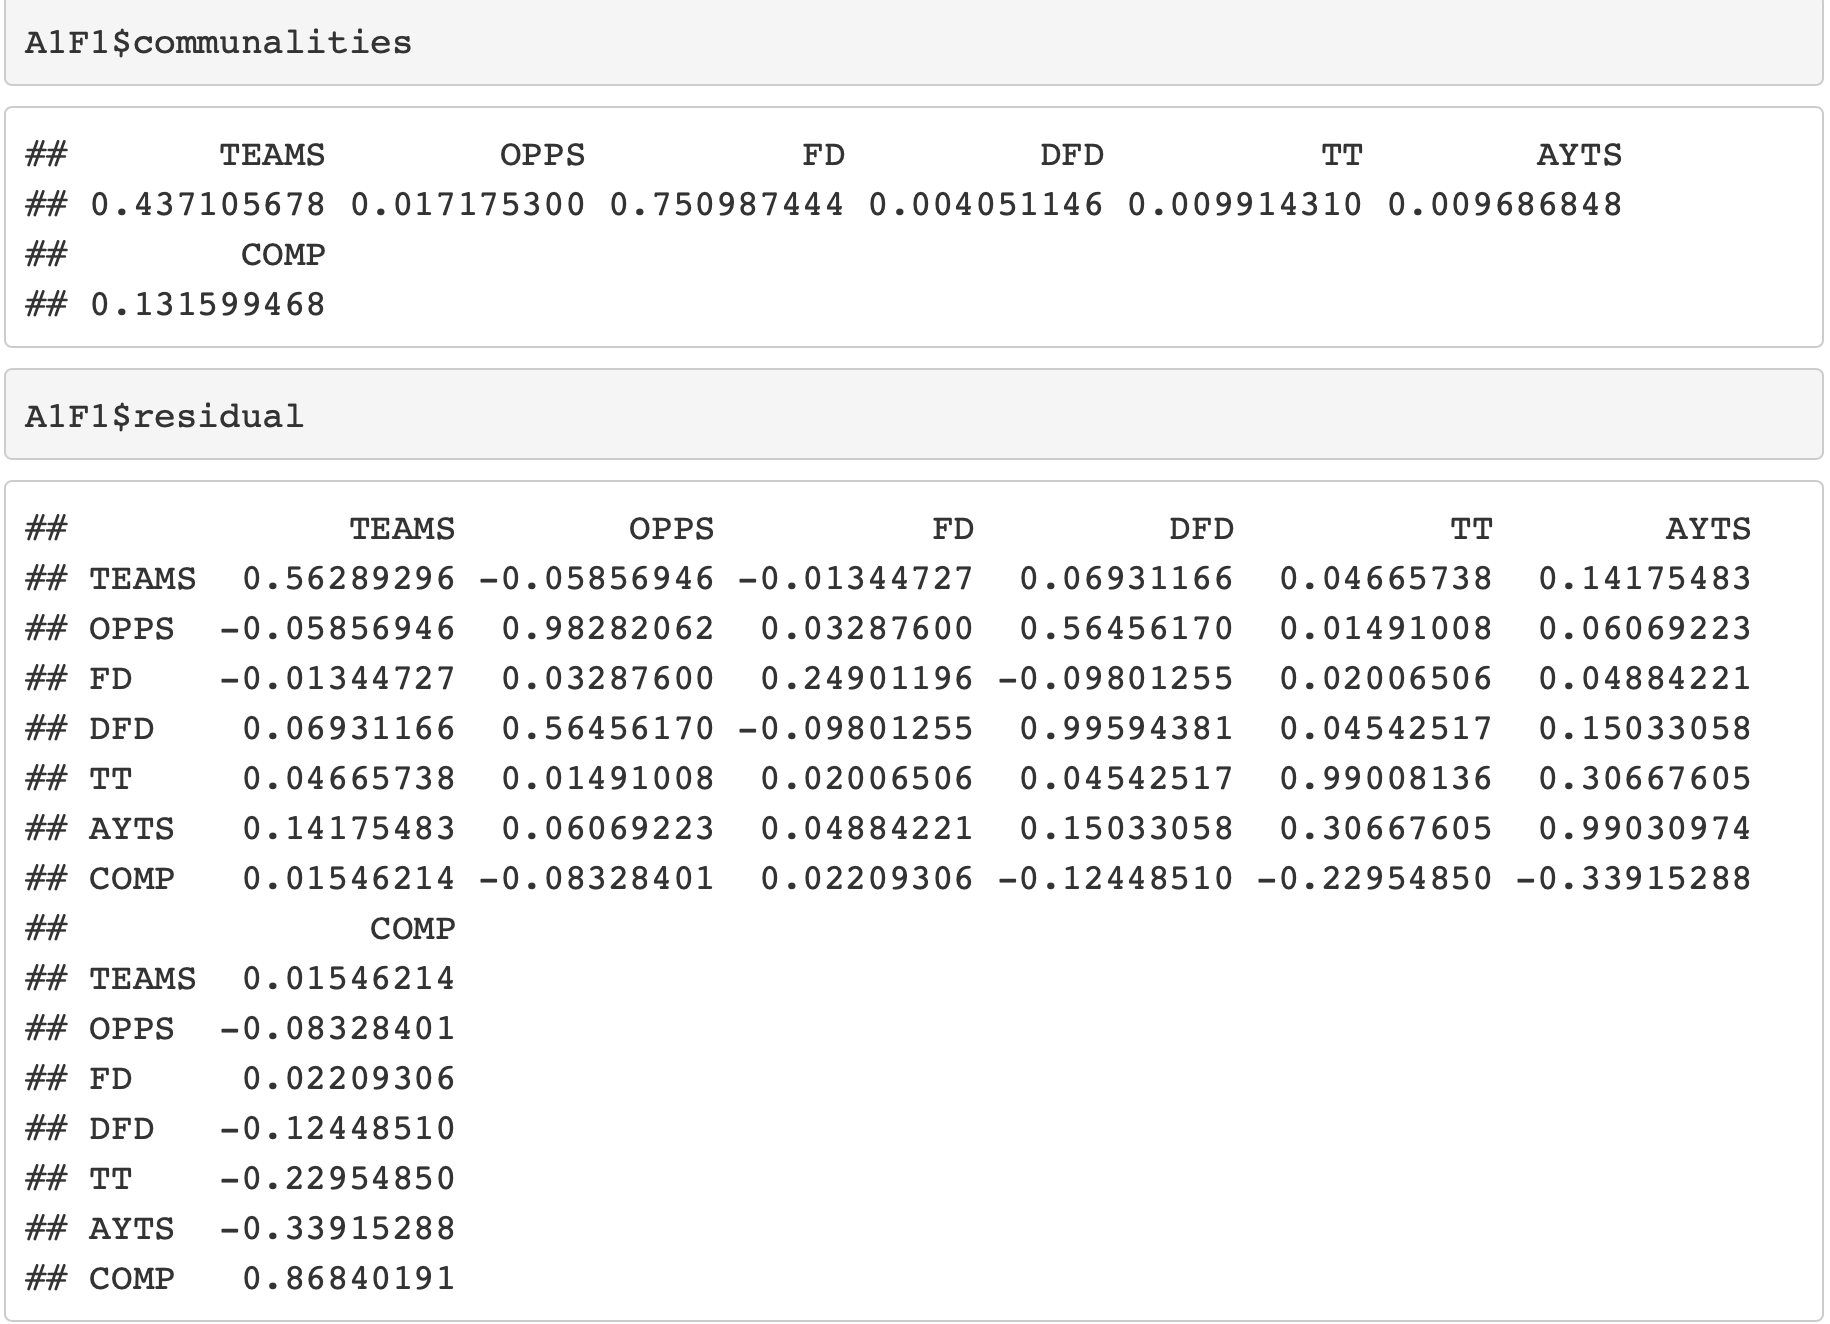 A1F1$communalities
##       TEAMS        OPPS          FD         DFD          TT        AYTS
## 0.437105678 0.017175300 0.750987444 0.004051146 0.009914310 0.009686848
##        COMP
## 0.131599468
A1F1$residual
##             TEAMS        OPPS          FD         DFD          TT        AYTS
## TEAMS  0.56289296 -0.05856946 -0.01344727  0.06931166  0.04665738  0.14175483
## OPPS  -0.05856946  0.98282062  0.03287600  0.56456170  0.01491008  0.06069223
## FD    -0.01344727  0.03287600  0.24901196 -0.09801255  0.02006506  0.04884221
## DFD    0.06931166  0.56456170 -0.09801255  0.99594381  0.04542517  0.15033058
## TT     0.04665738  0.01491008  0.02006506  0.04542517  0.99008136  0.30667605
## AYTS   0.14175483  0.06069223  0.04884221  0.15033058  0.30667605  0.99030974
## COMP   0.01546214 -0.08328401  0.02209306 -0.12448510 -0.22954850 -0.33915288
##              COMP
## TEAMS  0.01546214
## OPPS  -0.08328401
## FD     0.02209306
## DFD   -0.12448510
## TT    -0.22954850
## AYTS  -0.33915288
## COMP   0.86840191